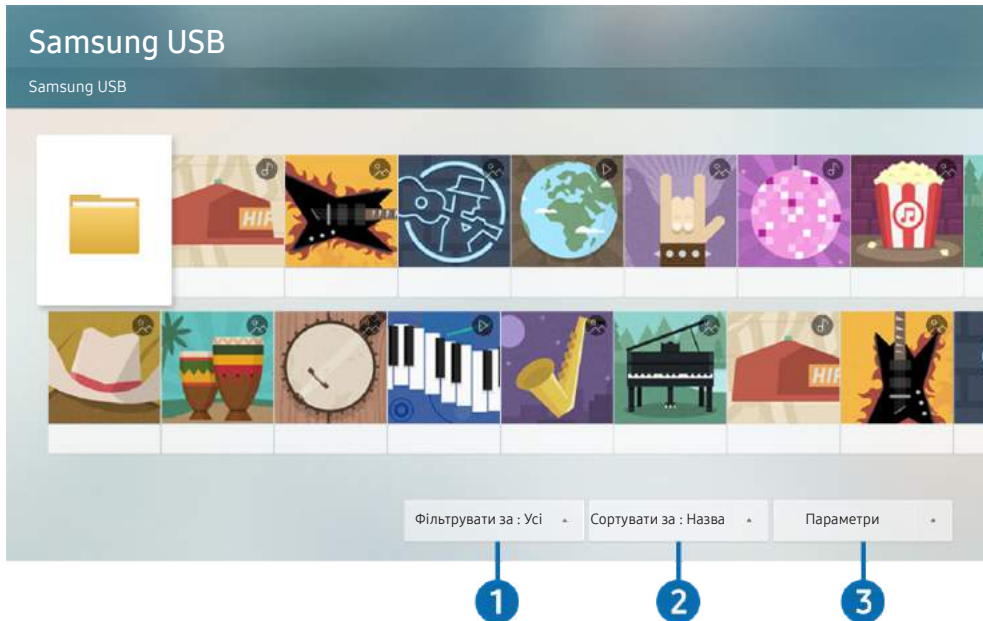 Samsung USB
Samsung USB
HIP
HIP
Фільтрувати за : Усі
Сортувати за : Назва
Параметри
1
2
3